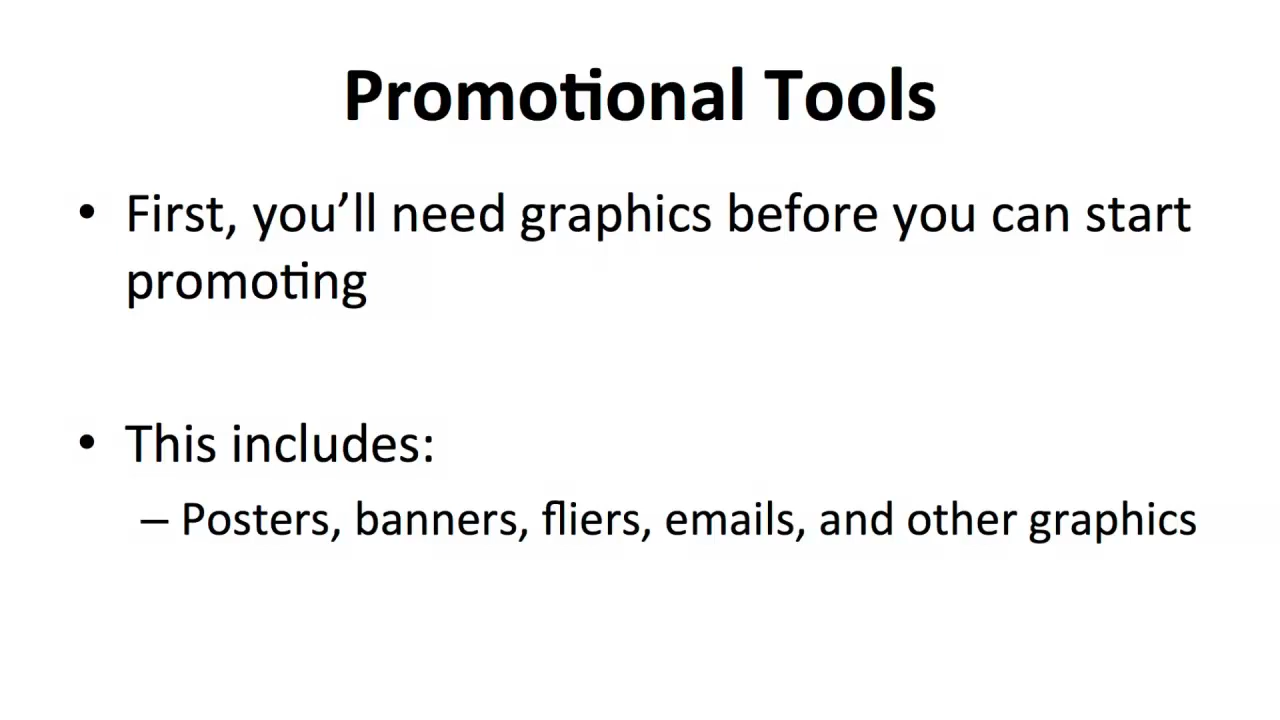 Promotional Tools
• First, you’ll need graphics before you can start
promoting
• This includes:
– Posters, banners, fliers, emails, and other graphics